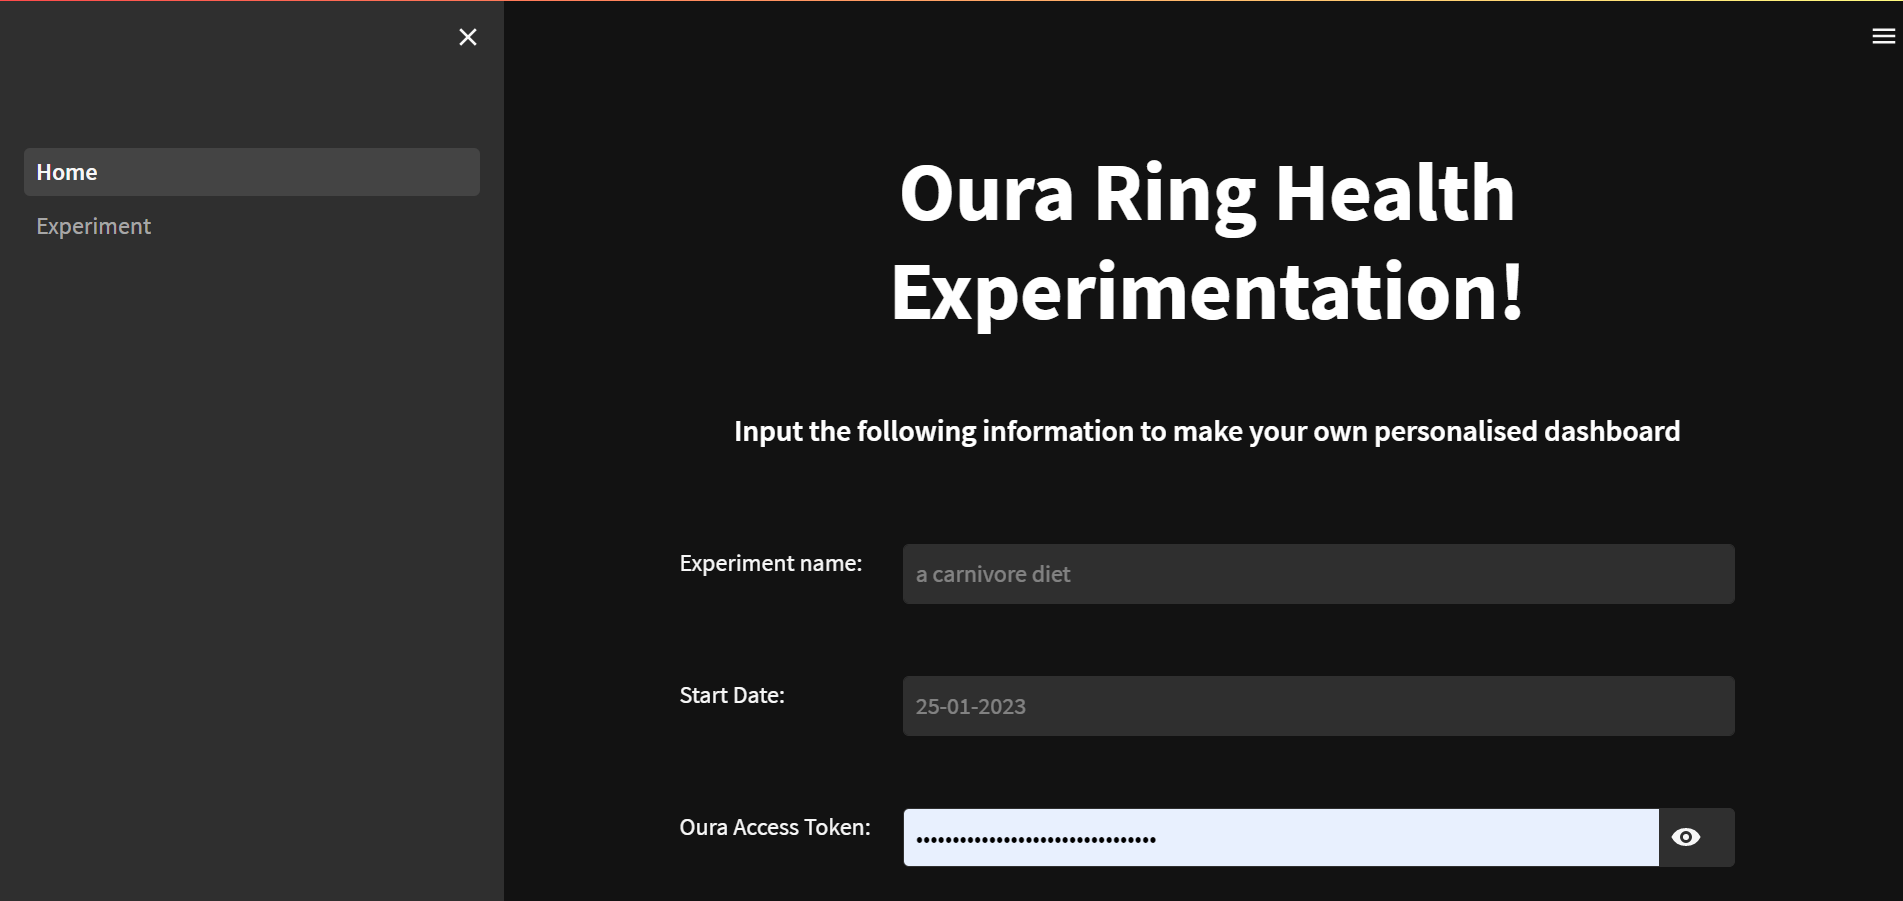 Home
Experiment
Oura Ring Health
Experimentation!
Input the following information to make your own personalised dashboard
Experiment name:
a carnivore diet
Start Date:
25-01-2023
Oura Access Token:
•••••••••••••••••••••••••••••••••